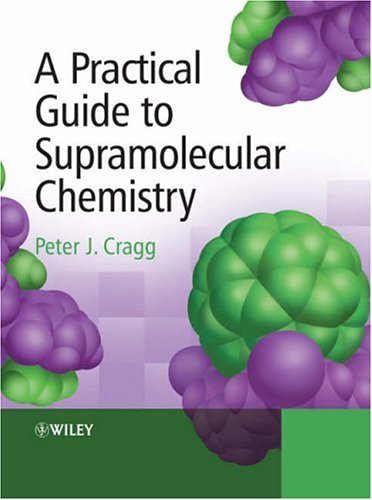 A Practical
Guide to
Supramolecular
Chemistry
Peter J. Cragg
WILEY